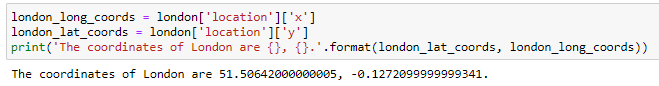 london_long_coords = london['location']['x']
london_lat_coords = london['location']['y']
print('The coordinates of London are {}, {}.'.format(london_lat_coords, london_long_coords))
The coordinates of London are 51.50642000000005, -0.1272099999999341.